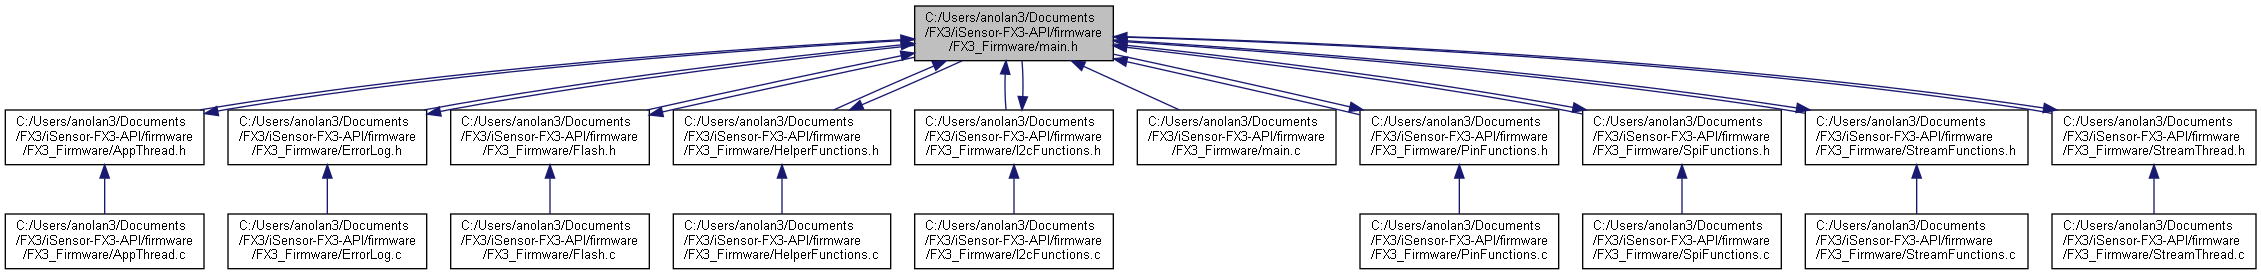 C:/Users/anolan3/Documents
/FX3/iSensor-FX3-API/firmware
/FX3_Firmware/main.h
C:/Users/anolan3/Documents
/FX3/iSensor-FX3-API/firmware
/FX3_Firmware/AppThread.h
C:/Users/anolan3/Documents
/FX3/iSensor-FX3-API/firmware
/FX3_Firmware/ErrorLog.h
C:/Users/anolan3/Documents
/FX3/iSensor-FX3-API/firmware
/FX3_Firmware/Flash.h
C:/Users/anolan3/Documents
/FX3/iSensor-FX3-API/firmware
/FX3_Firmware/HelperFunctions.h
C:/Users/anolan3/Documents
/FX3/iSensor-FX3-API/firmware
/FX3_Firmware/I2cFunctions.h
C:/Users/anolan3/Documents
/FX3/iSensor-FX3-API/firmware
/FX3_Firmware/main.c
C:/Users/anolan3/Documents
/FX3/iSensor-FX3-API/firmware
/FX3_Firmware/PinFunctions.h
C:/Users/anolan3/Documents
/FX3/iSensor-FX3-API/firmware
/FX3_Firmware/SpiFunctions.h
C:/Users/anolan3/Documents
/FX3/iSensor-FX3-API/firmware
/FX3_Firmware/StreamFunctions.h
C:/Users/anolan3/Documents
/FX3/iSensor-FX3-API/firmware
/FX3_Firmware/StreamThread.h
C:/Users/anolan3/Documents
/FX3/iSensor-FX3-API/firmware
/FX3_Firmware/AppThread.c
C:/Users/anolan3/Documents
/FX3/iSensor-FX3-API/firmware
/FX3_Firmware/ErrorLog.c
C:/Users/anolan3/Documents
/FX3/iSensor-FX3-API/firmware
/FX3_Firmware/Flash.c
C:/Users/anolan3/Documents
/FX3/iSensor-FX3-API/firmware
/FX3_Firmware/HelperFunctions.c
C:/Users/anolan3/Documents
/FX3/iSensor-FX3-API/firmware
/FX3_Firmware/I2cFunctions.c
C:/Users/anolan3/Documents
/FX3/iSensor-FX3-API/firmware
/FX3_Firmware/PinFunctions.c
C:/Users/anolan3/Documents
/FX3/iSensor-FX3-API/firmware
/FX3_Firmware/SpiFunctions.c
C:/Users/anolan3/Documents
/FX3/iSensor-FX3-API/firmware
/FX3_Firmware/StreamFunctions.c
C:/Users/anolan3/Documents
/FX3/iSensor-FX3-API/firmware
/FX3_Firmware/StreamThread.c